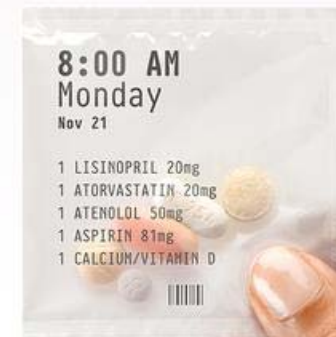 8:00 AM
Monday
Nov 21
1 LISINOPRIL 20mg
1 ATORVASTATIN 20mg
1 ATENOLOL 50mg
1 ASPIRIN 81mg
1 CALCIUM/VITAMIN D